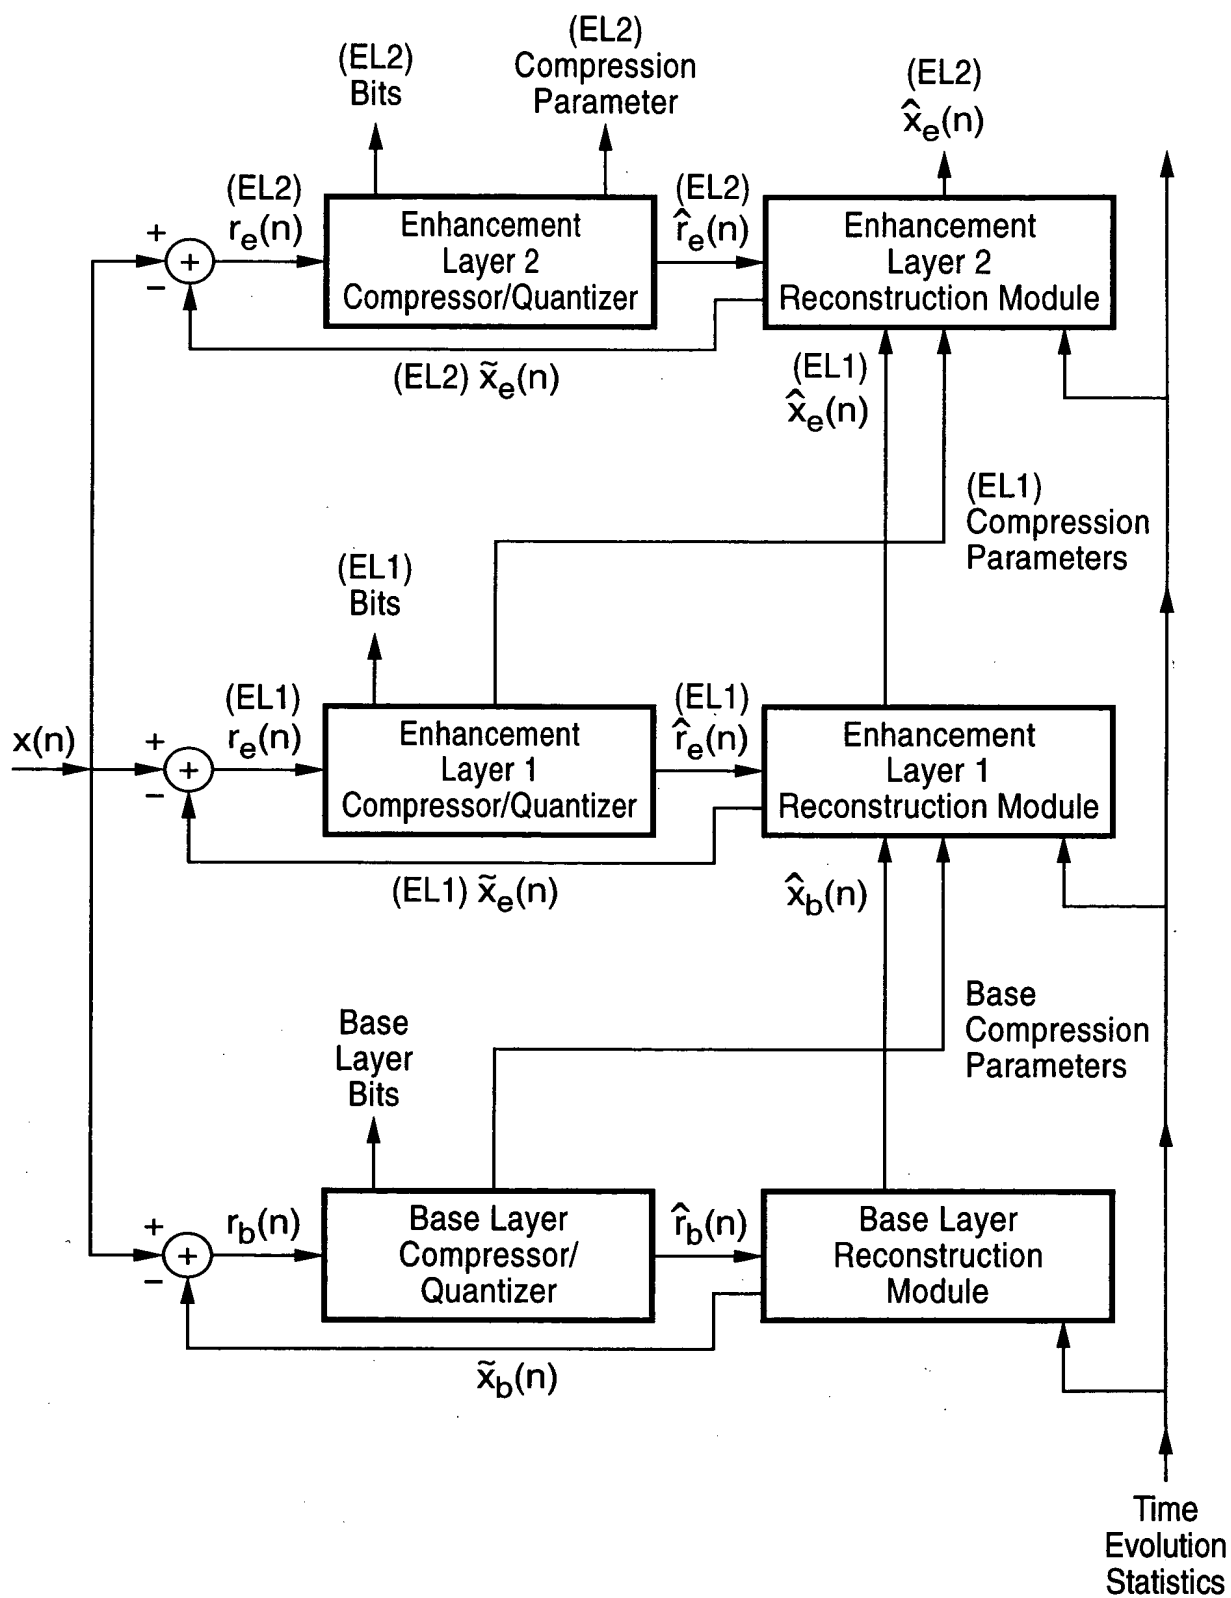 (EL2)
Bits
(EL2)
Compression
Parameter
(EL2)
x̂e(n)
(EL2)
re(n)
+
+
−
Enhancement
Layer 2
Compressor/Quantizer
(EL2)
r̂e(n)
Enhancement
Layer 2
Reconstruction Module
(EL2) x̃e(n)
(EL1)
x̂e(n)
(EL1)
Compression
Parameters
(EL1)
Bits
x(n)
(EL1)
re(n)
+
+
−
Enhancement
Layer 1
Compressor/Quantizer
(EL1)
r̂e(n)
Enhancement
Layer 1
Reconstruction Module
(EL1) x̃e(n)
x̂b(n)
Base
Compression
Parameters
Base
Layer
Bits
+
+
−
rb(n)
Base Layer
Compressor/
Quantizer
r̂b(n)
Base Layer
Reconstruction
Module
x̃b(n)
Time
Evolution
Statistics